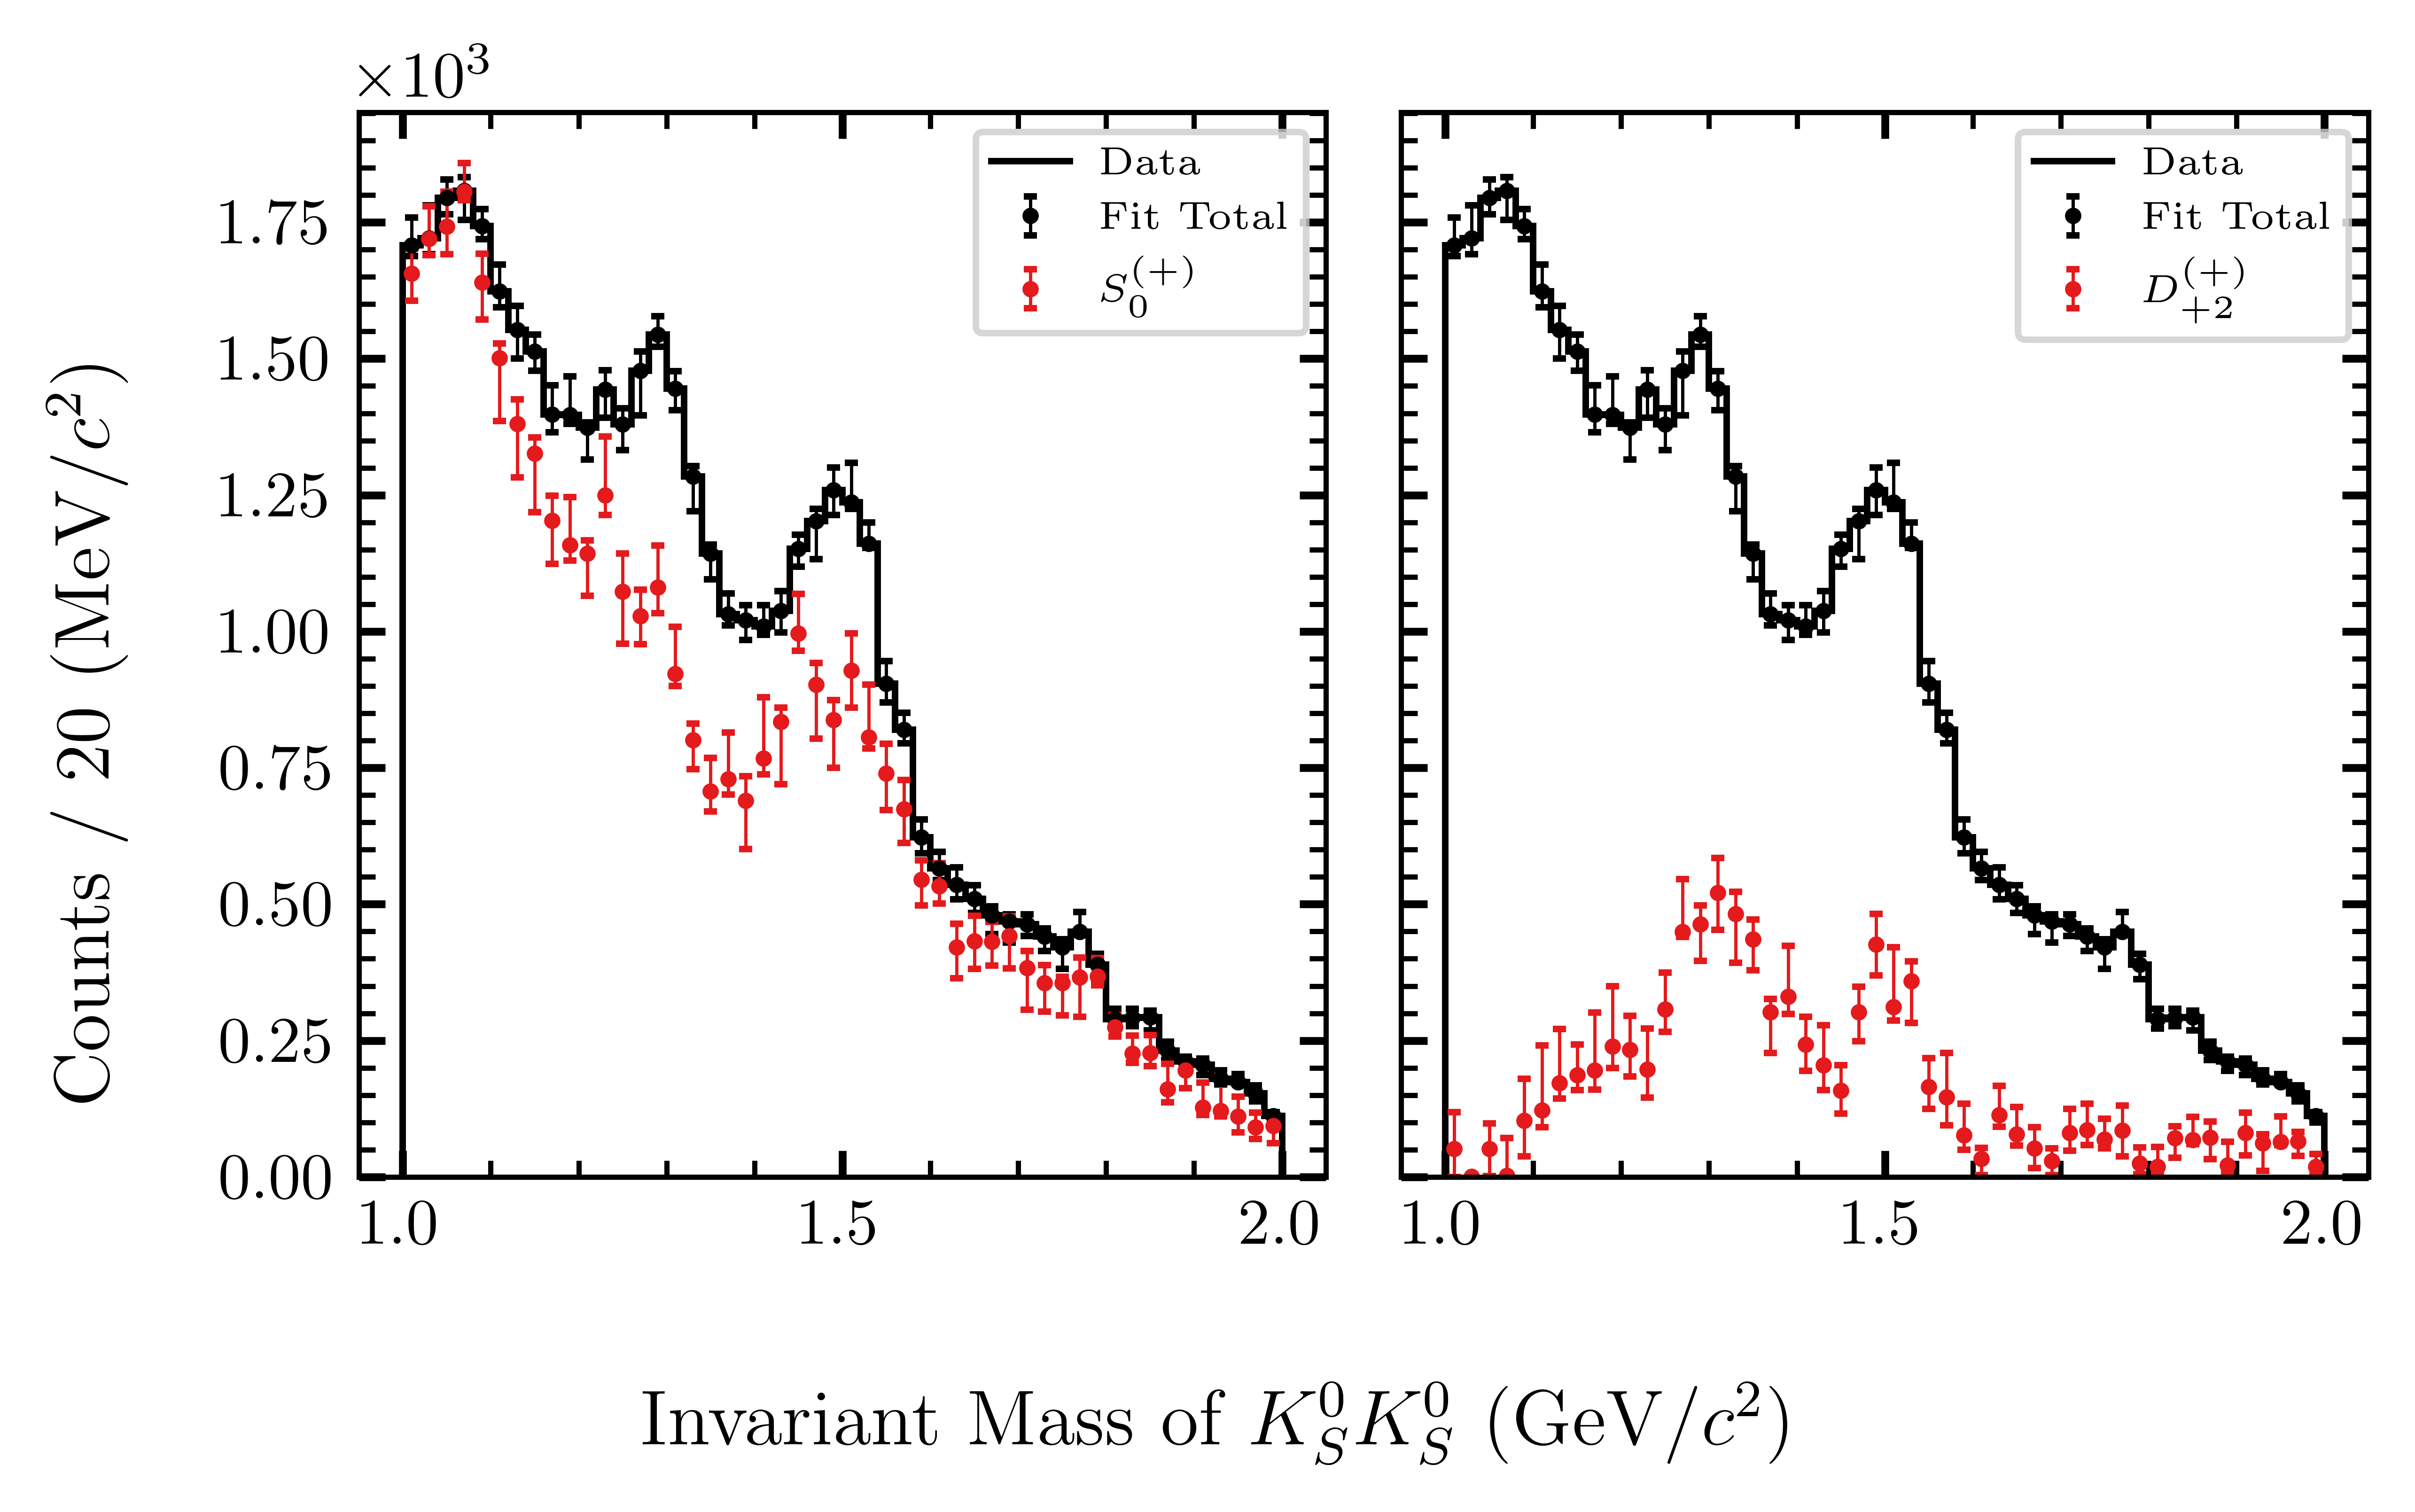 ×10³
Counts / 20 (MeV/c²)
1.75
1.50
1.25
1.00
0.75
0.50
0.25
0.00
Data
Fit Total
S₀⁽⁺⁾
1.0 1.5 2.0
Data
Fit Total
D₊₂⁽⁺⁾
1.0 1.5 2.0
Invariant Mass of K⁰_S K⁰_S (GeV/c²)